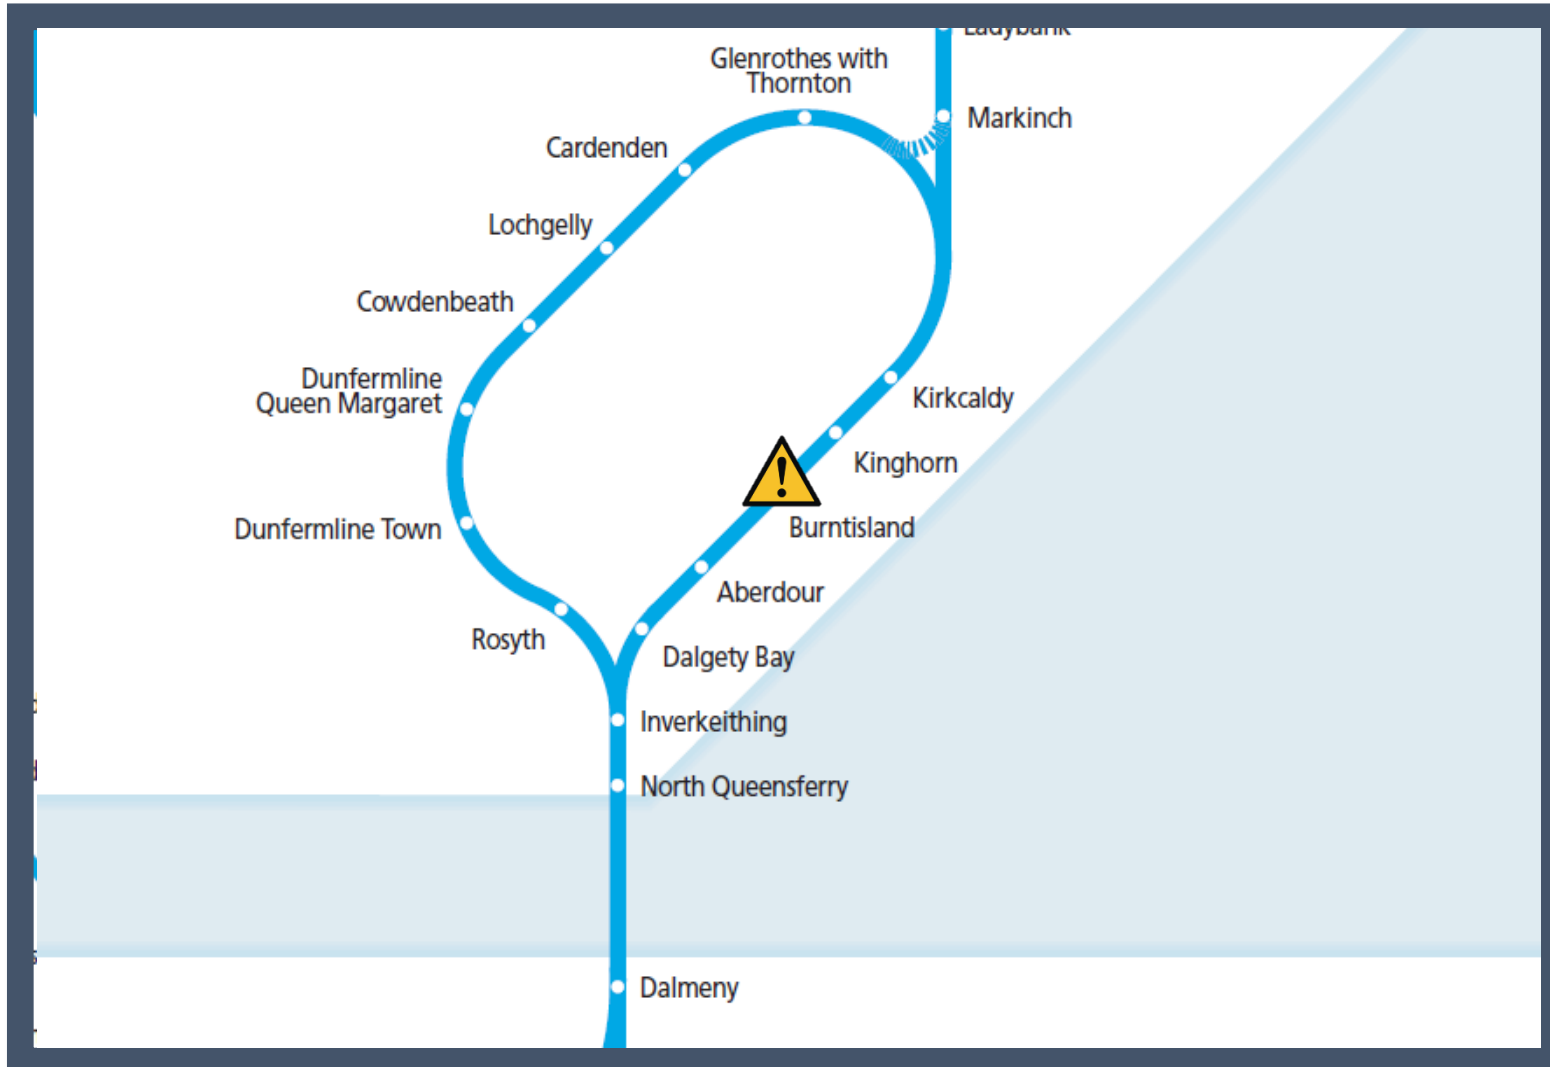 Ladybank
Glenrothes with
Thornton
Markinch
Cardenden
Lochgelly
Cowdenbeath
Dunfermline
Queen Margaret
Kirkcaldy
Kinghorn
Dunfermline Town
Burntisland
Aberdour
Rosyth
Dalgety Bay
Inverkeithing
North Queensferry
Dalmeny